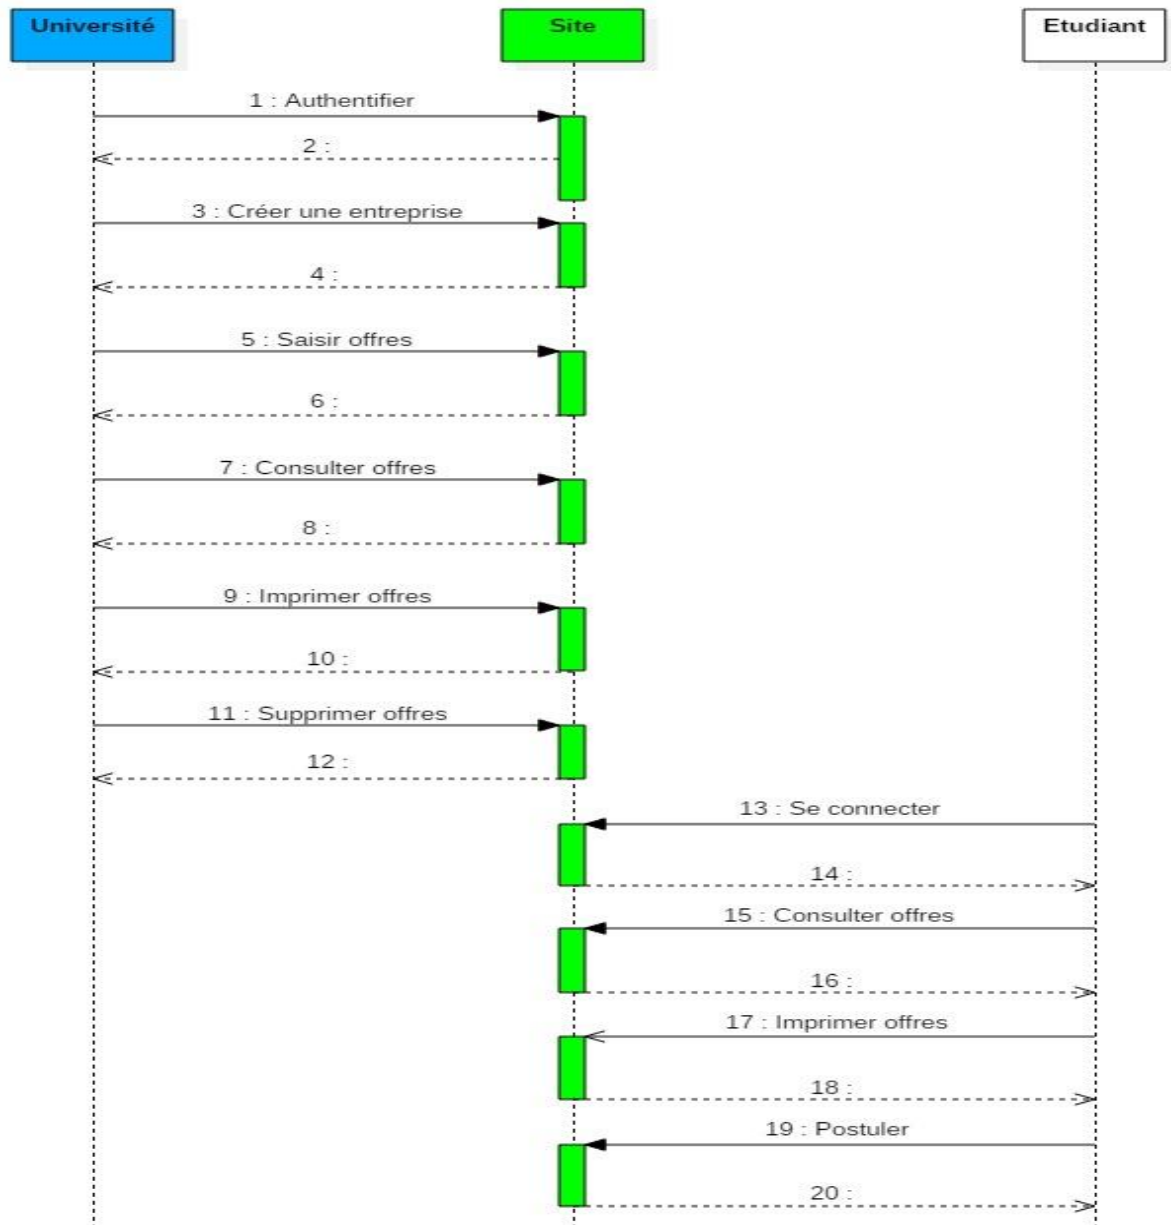 Université
Site
Etudiant
1 : Authentifier
2 :
3 : Créer une entreprise
4 :
5 : Saisir offres
6 :
7 : Consulter offres
8 :
9 : Imprimer offres
10 :
11 : Supprimer offres
12 :
13 : Se connecter
14 :
15 : Consulter offres
16 :
17 : Imprimer offres
18 :
19 : Postuler
20 :